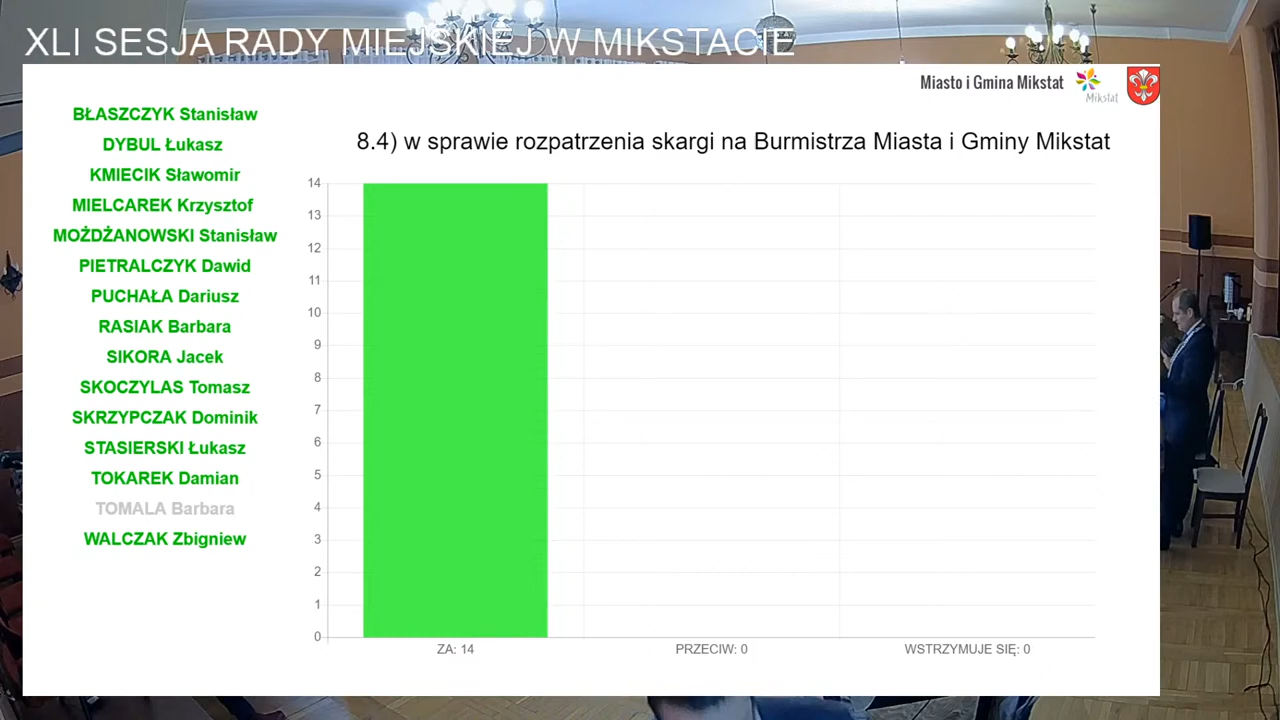 XLI SESJA RADY MIEJSKIEJ W MIKSTACIE
Miasto i Gmina Mikstat
Mikstat
BŁASZCZYK Stanisław
DYBUL Łukasz
KMIECIK Sławomir
MIELCAREK Krzysztof
MOŻDŻANOWSKI Stanisław
PIETRALCZYK Dawid
PUCHAŁA Dariusz
RASIAK Barbara
SIKORA Jacek
SKOCZYLAS Tomasz
SKRZYPCZAK Dominik
STASIERSKI Łukasz
TOKAREK Damian
TOMALA Barbara
WALCZAK Zbigniew
8.4) w sprawie rozpatrzenia skargi na Burmistrza Miasta i Gminy Mikstat
14
13
12
11
10
9
8
7
6
5
4
3
2
1
0
ZA: 14
PRZECIW: 0
WSTRZYMUJE SIĘ: 0